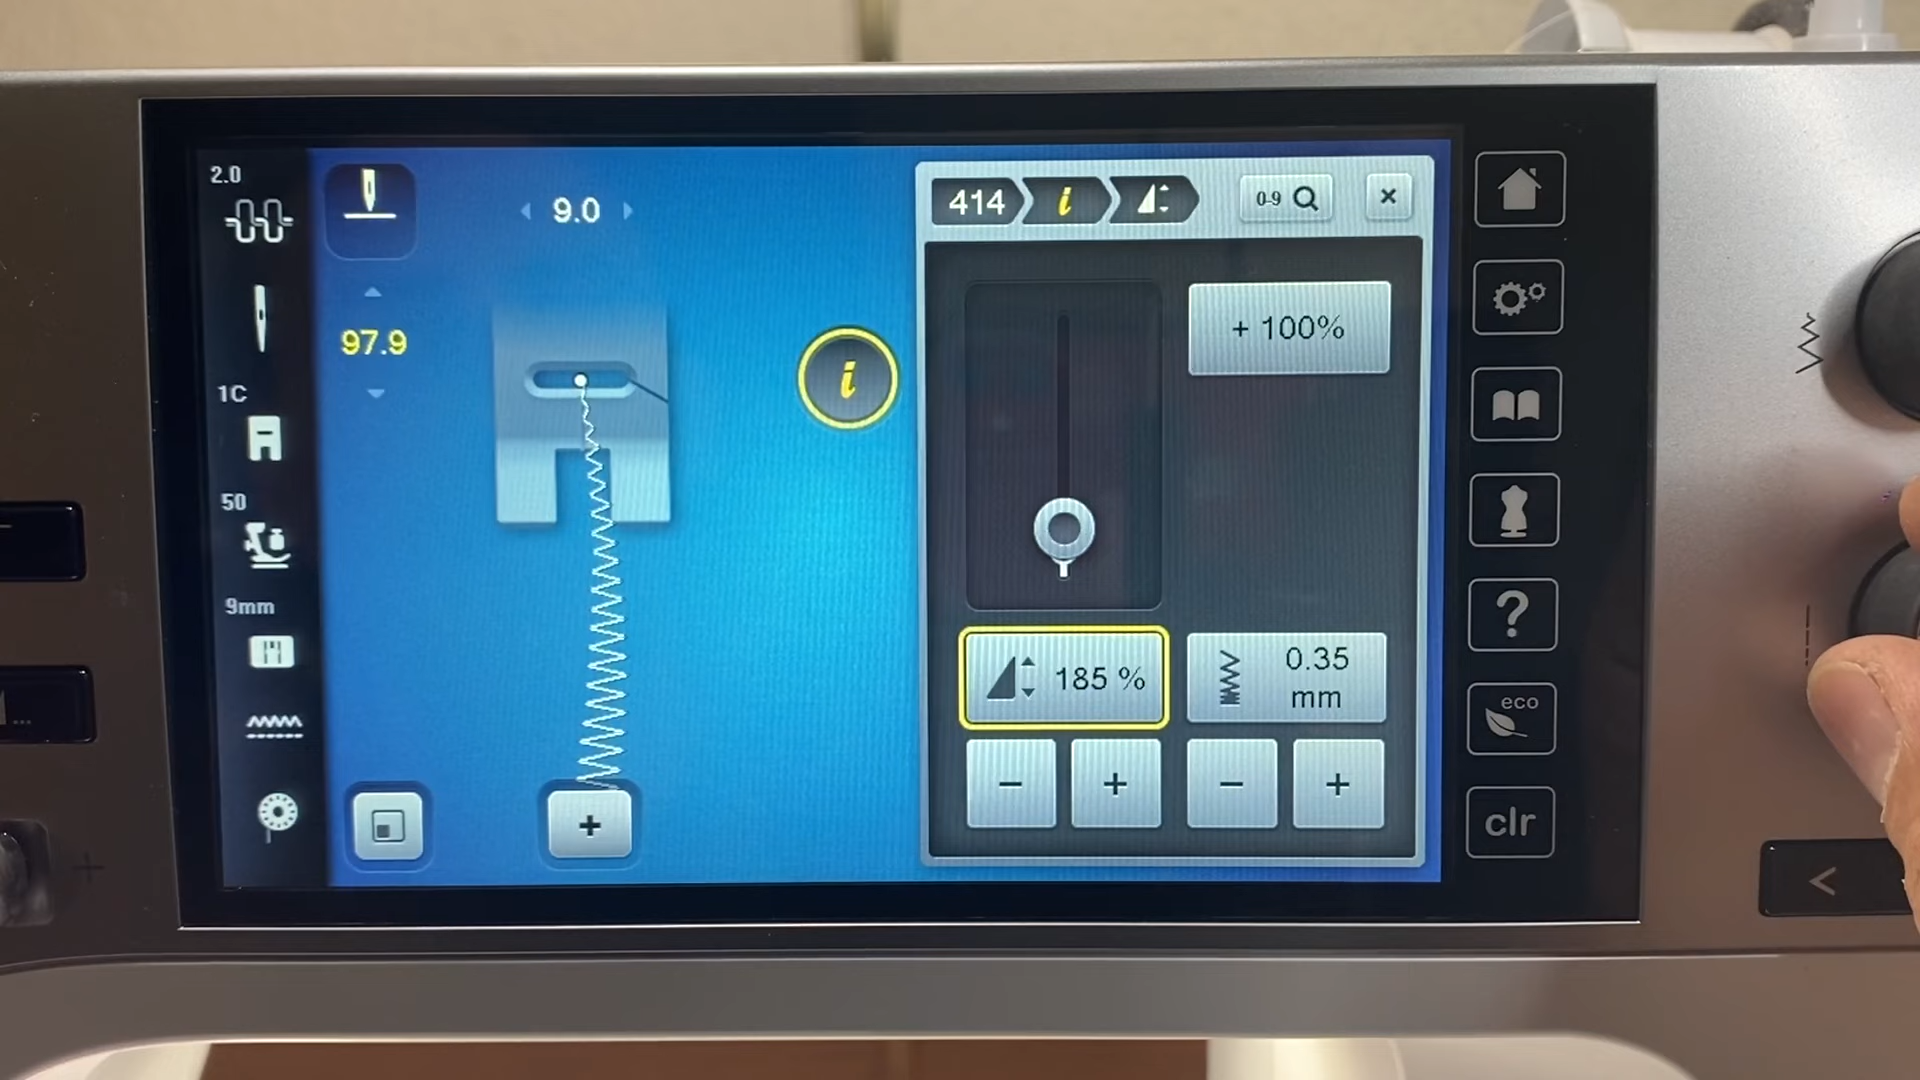 2.0
9.0
97.9
1C
50
9mm
+
414 i
0-9
×
i
+ 100%
185 %
0.35
mm
− + − +
?
eco
clr
<